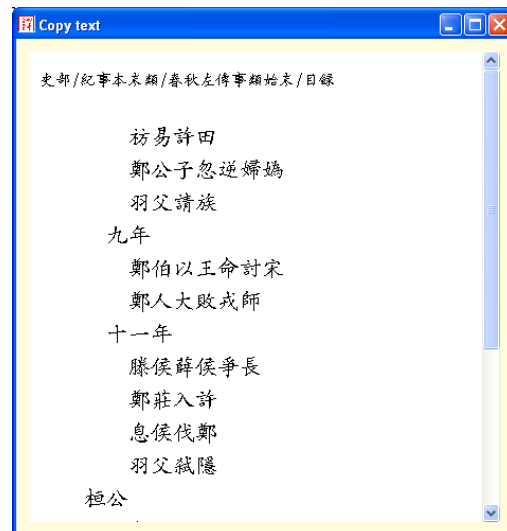 Copy text
史部/紀事本末類/春秋左傳事類始末/目錄
祊易許田
鄭公子忽逆婦媯
羽父請族
九年
鄭伯以王命討宋
鄭人大敗戎師
十一年
滕侯薛侯爭長
鄭莊入許
息侯伐鄭
羽父弒隱
桓公